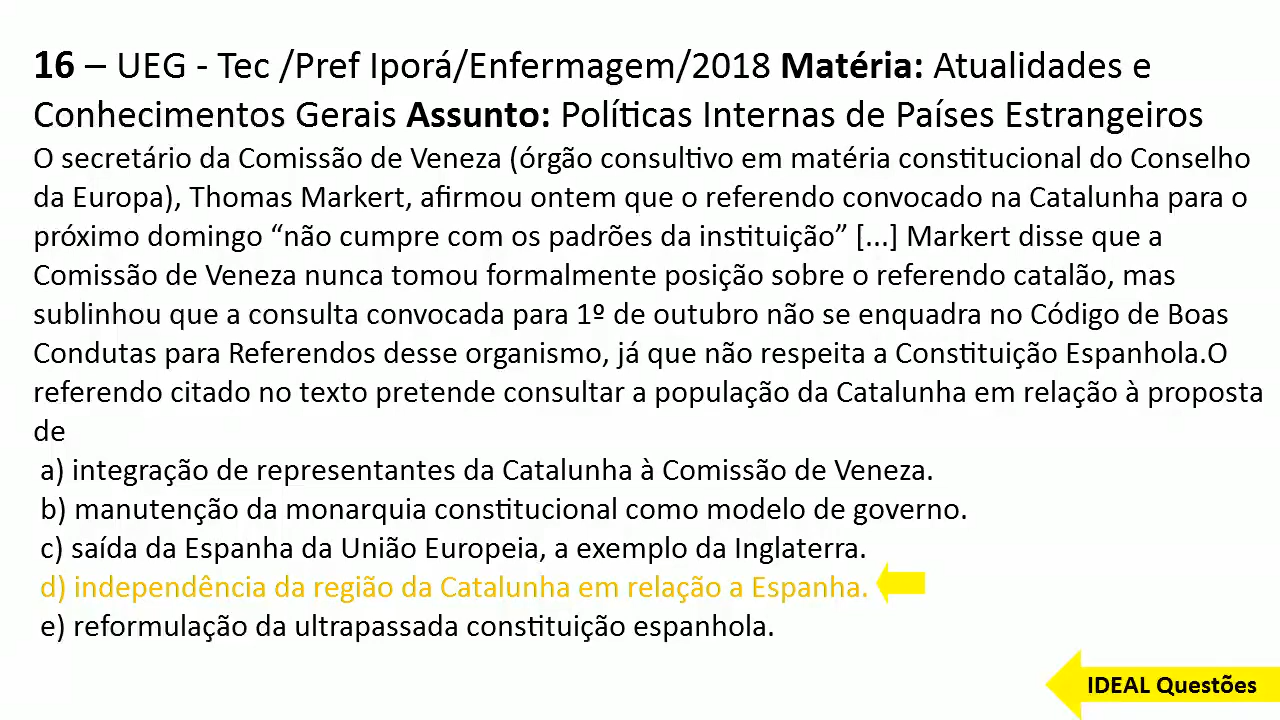 16 – UEG - Tec /Pref Iporá/Enfermagem/2018 Matéria: Atualidades e
Conhecimentos Gerais Assunto: Políticas Internas de Países Estrangeiros
O secretário da Comissão de Veneza (órgão consultivo em matéria constitucional do Conselho
da Europa), Thomas Markert, afirmou ontem que o referendo convocado na Catalunha para o
próximo domingo “não cumpre com os padrões da instituição” [...] Markert disse que a
Comissão de Veneza nunca tomou formalmente posição sobre o referendo catalão, mas
sublinhou que a consulta convocada para 1º de outubro não se enquadra no Código de Boas
Condutas para Referendos desse organismo, já que não respeita a Constituição Espanhola.O
referendo citado no texto pretende consultar a população da Catalunha em relação à proposta
de
a) integração de representantes da Catalunha à Comissão de Veneza.
b) manutenção da monarquia constitucional como modelo de governo.
c) saída da Espanha da União Europeia, a exemplo da Inglaterra.
d) independência da região da Catalunha em relação a Espanha.
e) reformulação da ultrapassada constituição espanhola.
IDEAL Questões